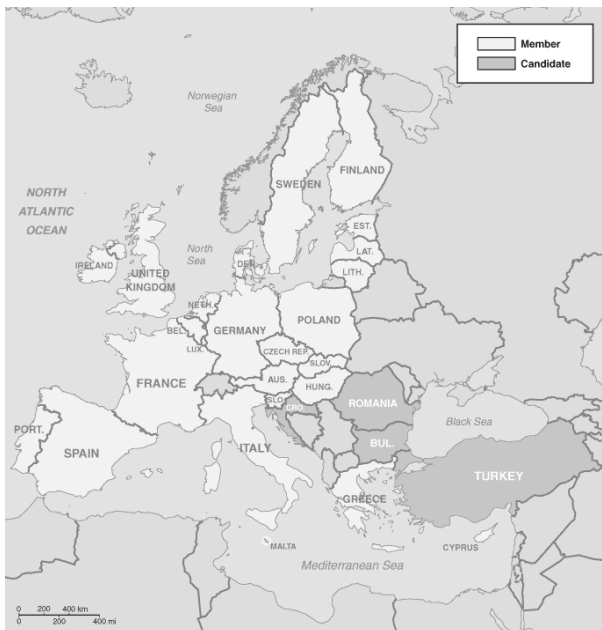 Member
Candidate
Norwegian
Sea
FINLAND
SWEDEN
NORTH
ATLANTIC
OCEAN
EST.
North
Sea
LAT.
IRELAND
DEN.
UNITED
KINGDOM
LITH.
NETH.
POLAND
BEL.
GERMANY
LUX.
CZECH REP.
SLOV.
FRANCE
AUS.
HUNG.
SLO.
CRO.
ROMANIA
Black Sea
PORT.
SPAIN
ITALY
BUL.
TURKEY
GREECE
MALTA
CYPRUS
Mediterranean Sea
0 200 400 km
0 200 400 mi